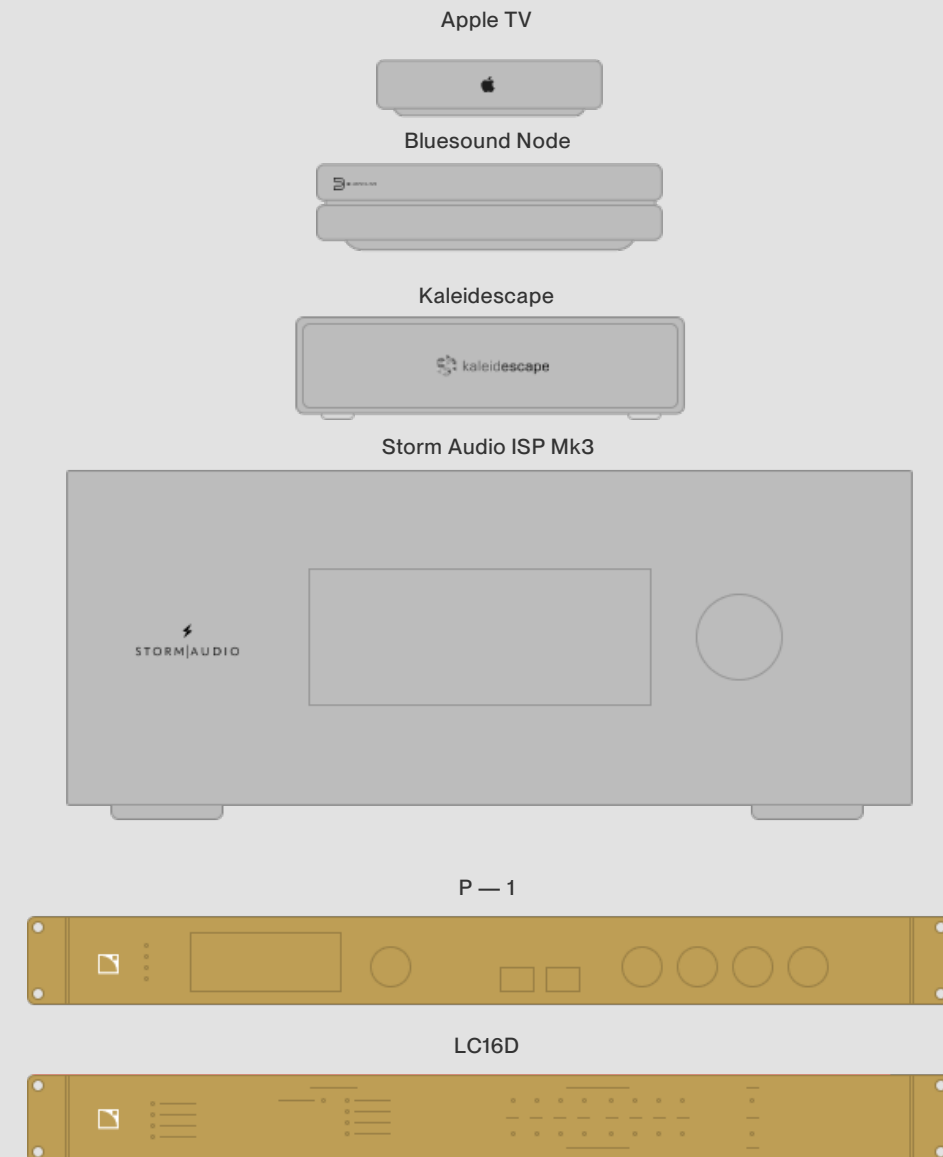 Apple TV
Bluesound Node
Kaleidescape
kaleidescape
Storm Audio ISP Mk3
STORM|AUDIO
P — 1
LC16D